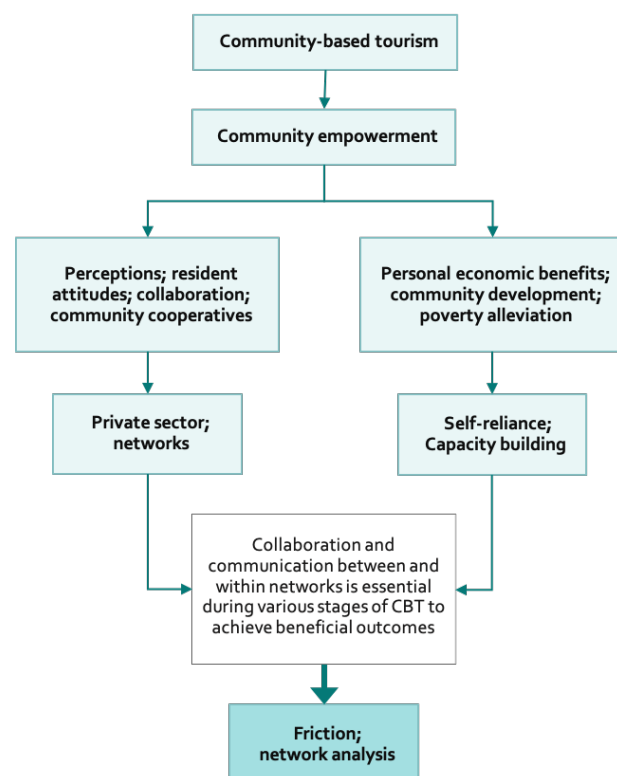 Community-based tourism
Community empowerment
Perceptions; resident
attitudes; collaboration;
community cooperatives
Personal economic benefits;
community development;
poverty alleviation
Private sector;
networks
Self-reliance;
Capacity building
Collaboration and
communication between and
within networks is essential
during various stages of CBT to
achieve beneficial outcomes
Friction;
network analysis